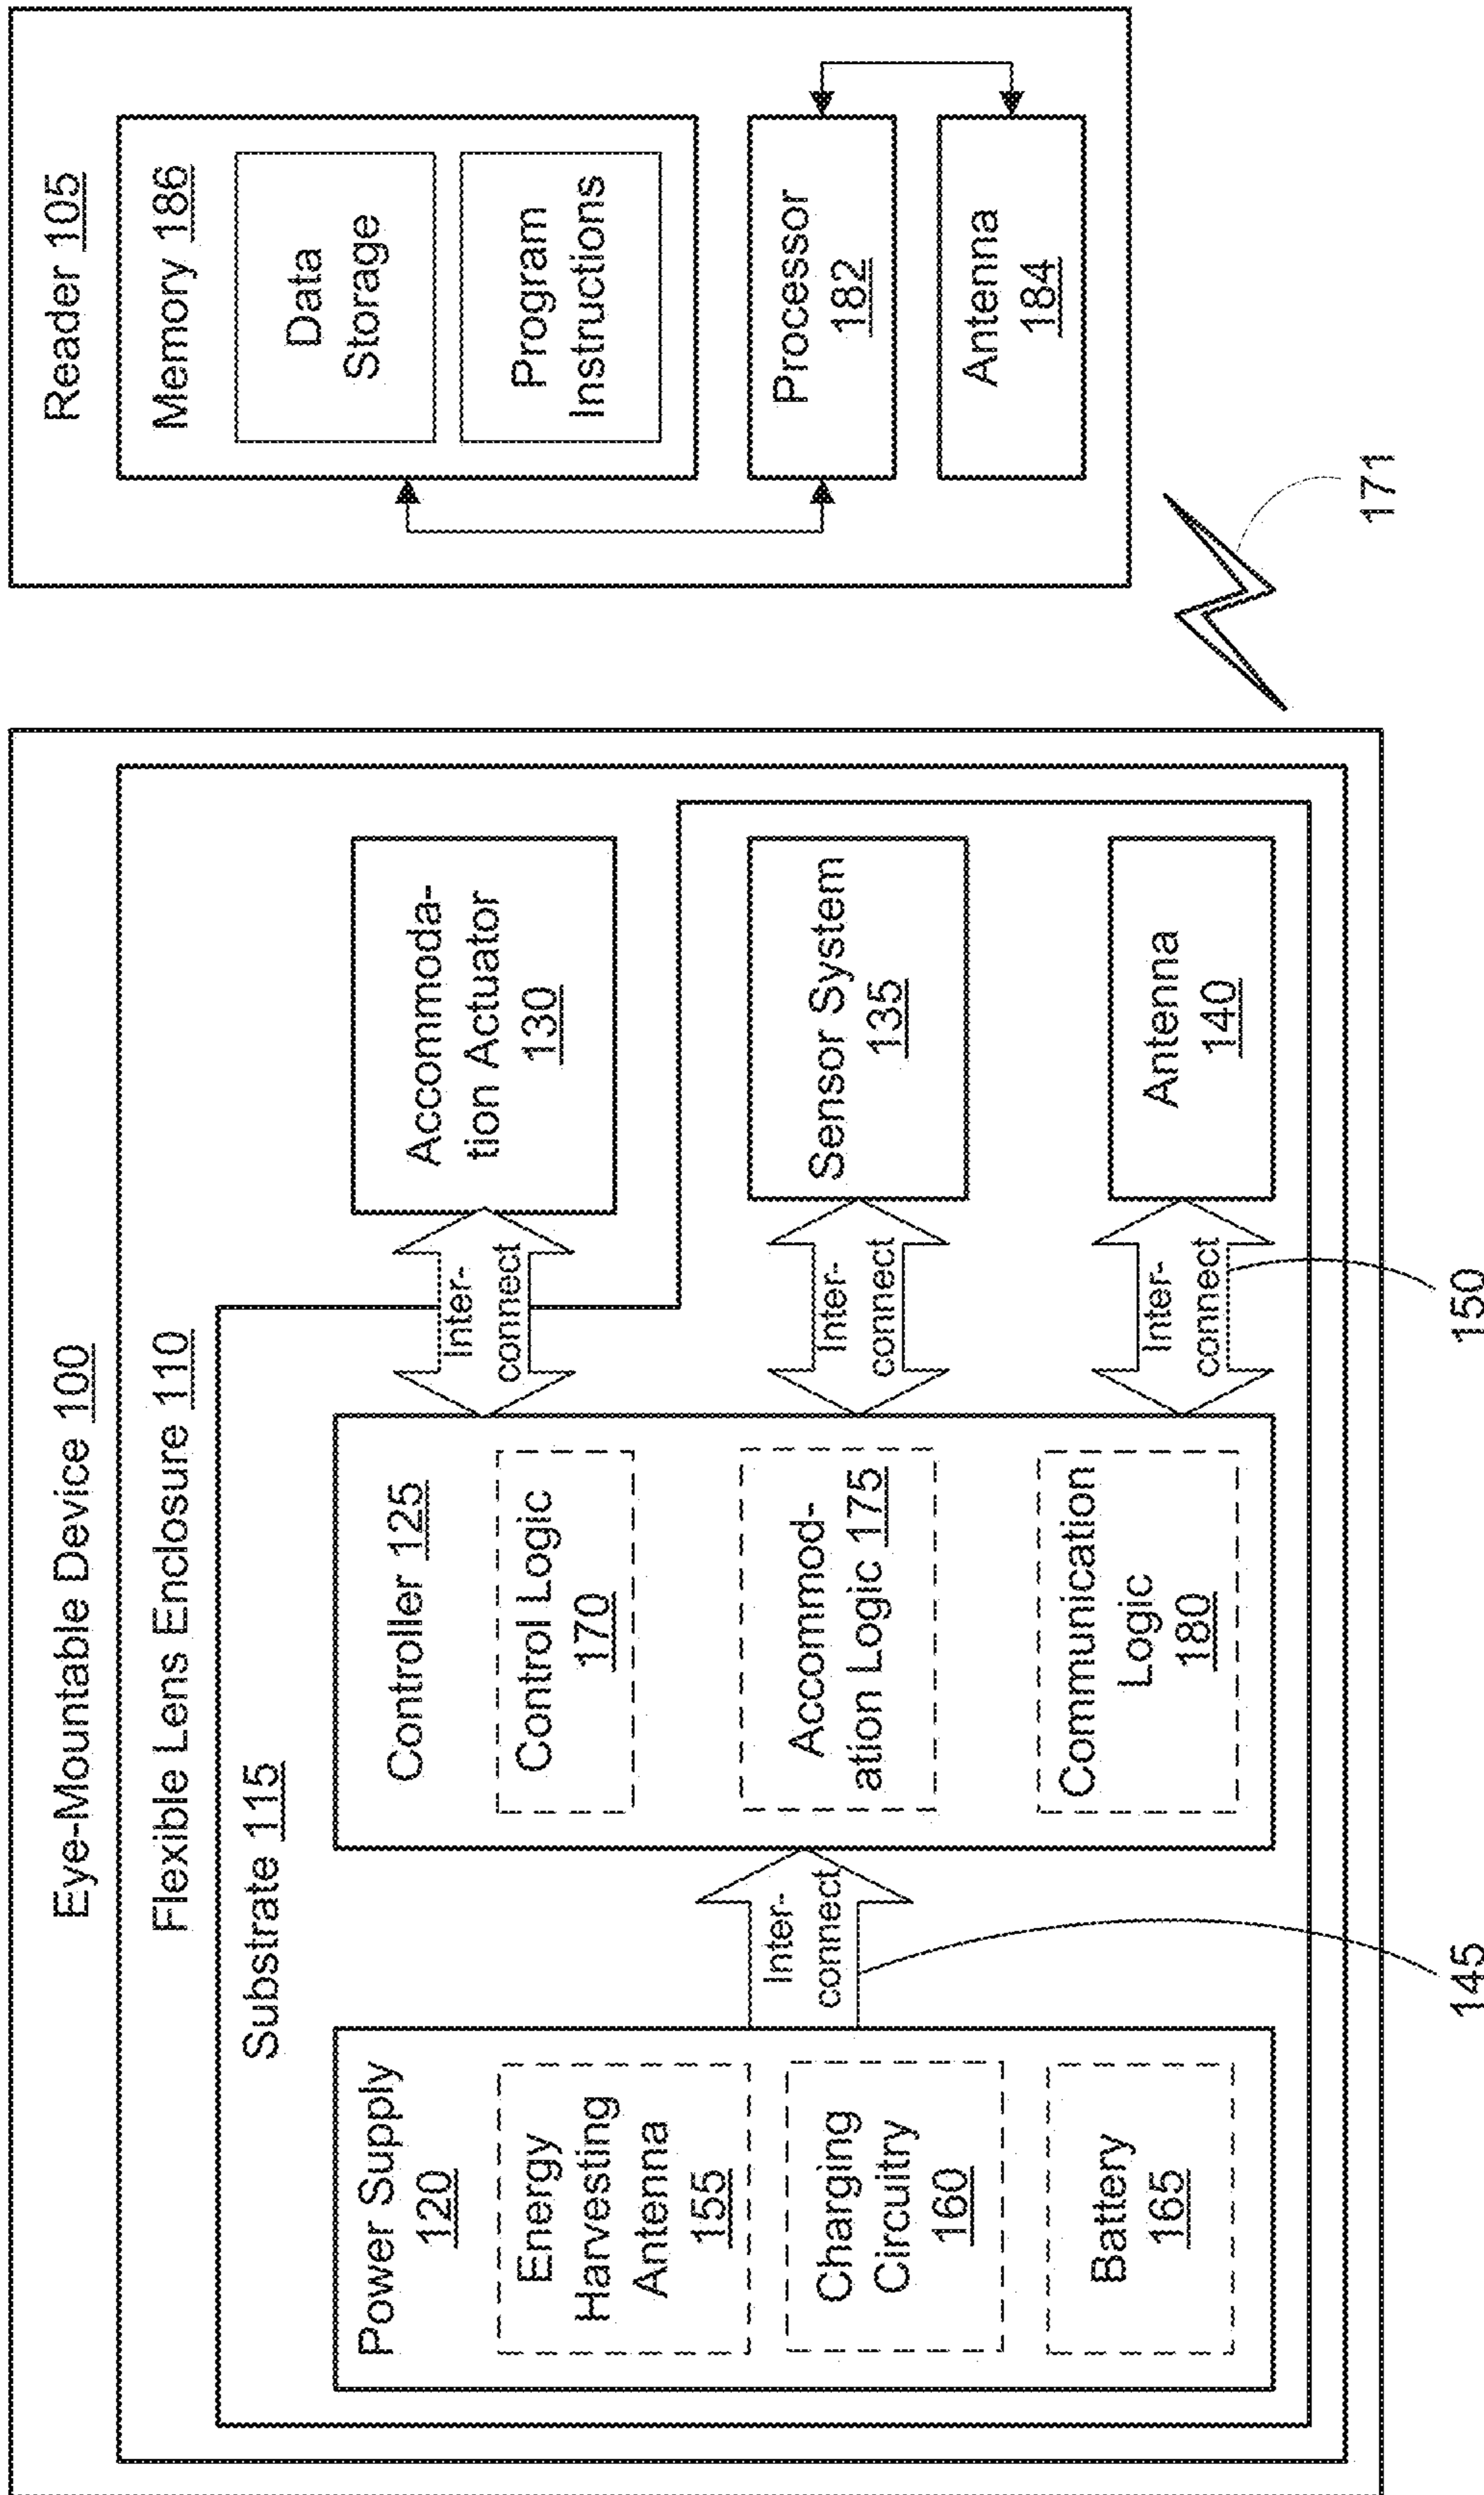 Eye-Mountable Device 100
Flexible Lens Enclosure 110
Substrate 115
Power Supply
120
Energy
Harvesting
Antenna
155
Charging
Circuitry
160
Battery
165
Inter-
connect
145
Controller 125
Control Logic
170
Accommod-
ation Logic 175
Communication
Logic
180
Inter-
connect
Inter-
connect
Inter-
connect
150
Accommoda-
tion Actuator
130
Sensor System
135
Antenna
140
171
Reader 105
Memory 186
Data
Storage
Program
Instructions
Processor
182
Antenna
184